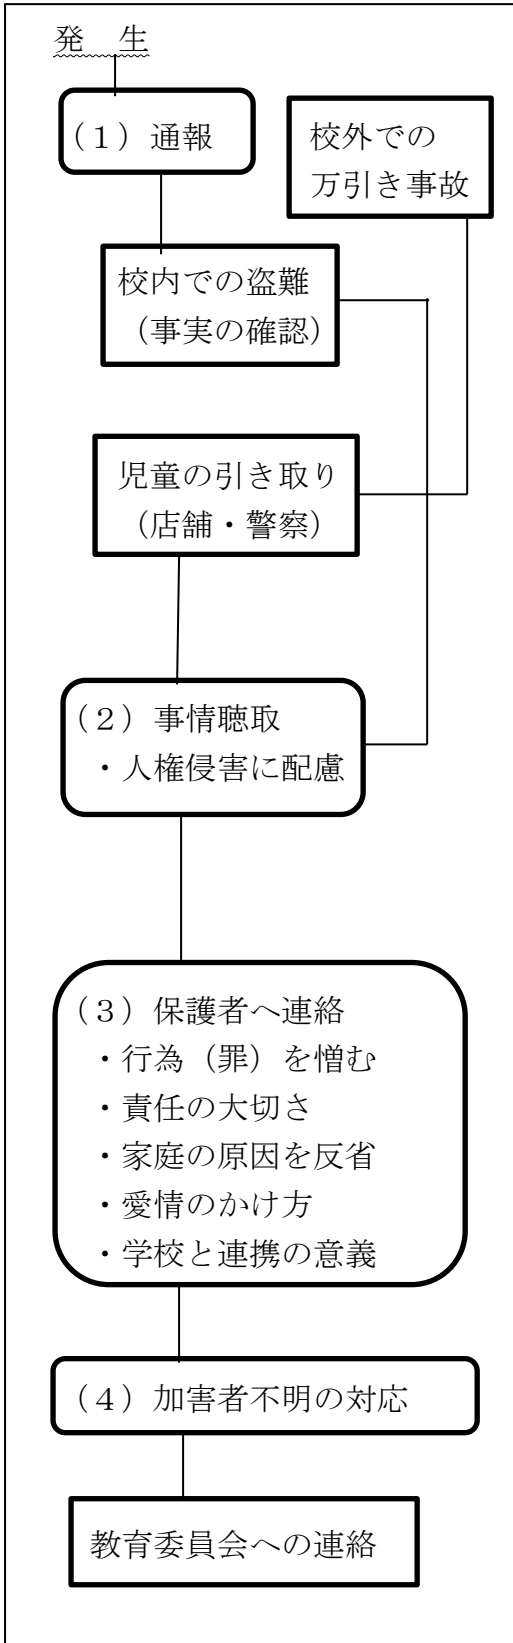 発　生
（１）通報
校外での
万引き事故
校内での盗難
（事実の確認）
児童の引き取り
（店舗・警察）
（２）事情聴取
・人権侵害に配慮
（３）保護者へ連絡
・行為（罪）を憎む
・責任の大切さ
・家庭の原因を反省
・愛情のかけ方
・学校と連携の意義
（４）加害者不明の対応
教育委員会への連絡